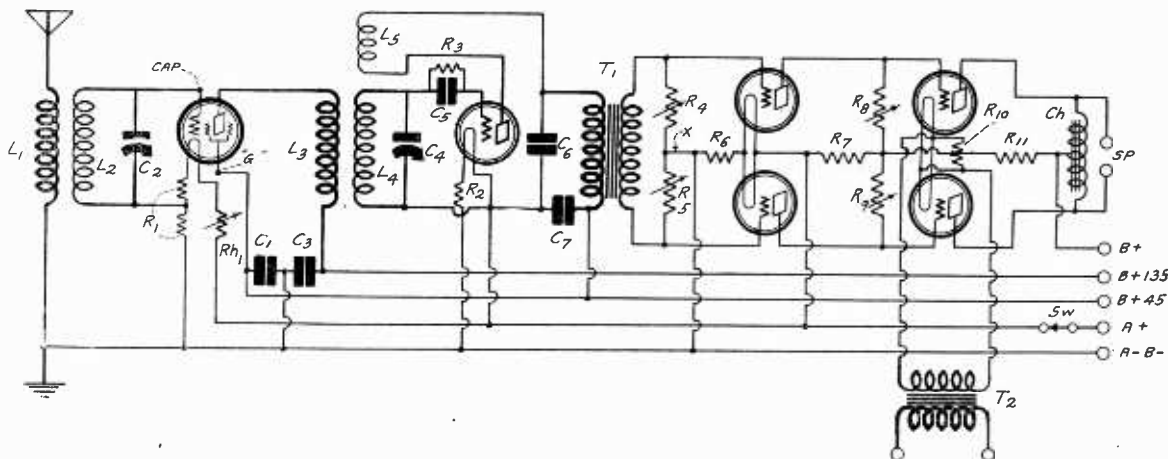 L1
L2
CAP
C2
R1
G
Rh1
C1
C3
L3
L4
L5
R3
C5
C4
R2
C6
C7
T1
R4
X
R5
R6
R7
R8
R9
R10
R11
Ch
SP
B+
B+135
B+45
Sw
A+
A-B-
T2